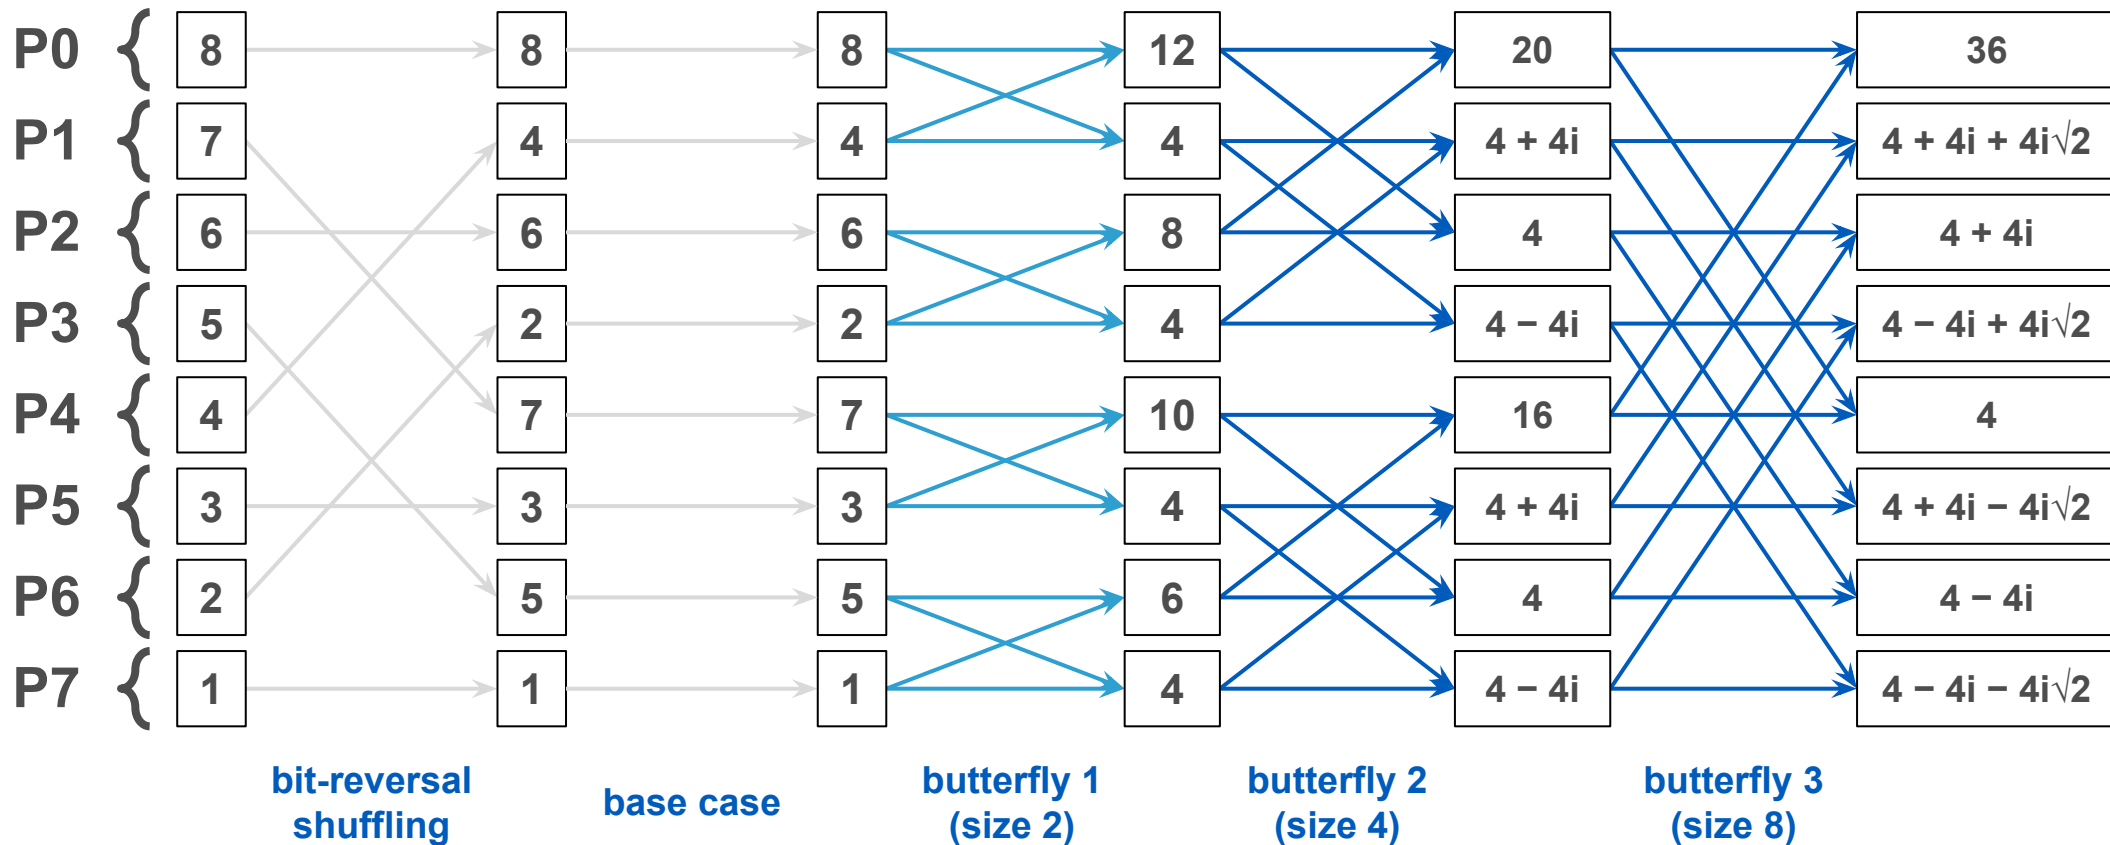 P0 { 8 8 8 12 20 36
P1 { 7 4 4 4 4 + 4i 4 + 4i + 4i√2
P2 { 6 6 6 8 4 4 + 4i
P3 { 5 2 2 4 4 − 4i 4 − 4i + 4i√2
P4 { 4 7 7 10 16 4
P5 { 3 3 3 4 4 + 4i 4 + 4i − 4i√2
P6 { 2 5 5 6 4 4 − 4i
P7 { 1 1 1 4 4 − 4i 4 − 4i − 4i√2
bit-reversal
shuffling
base case
butterfly 1
(size 2)
butterfly 2
(size 4)
butterfly 3
(size 8)